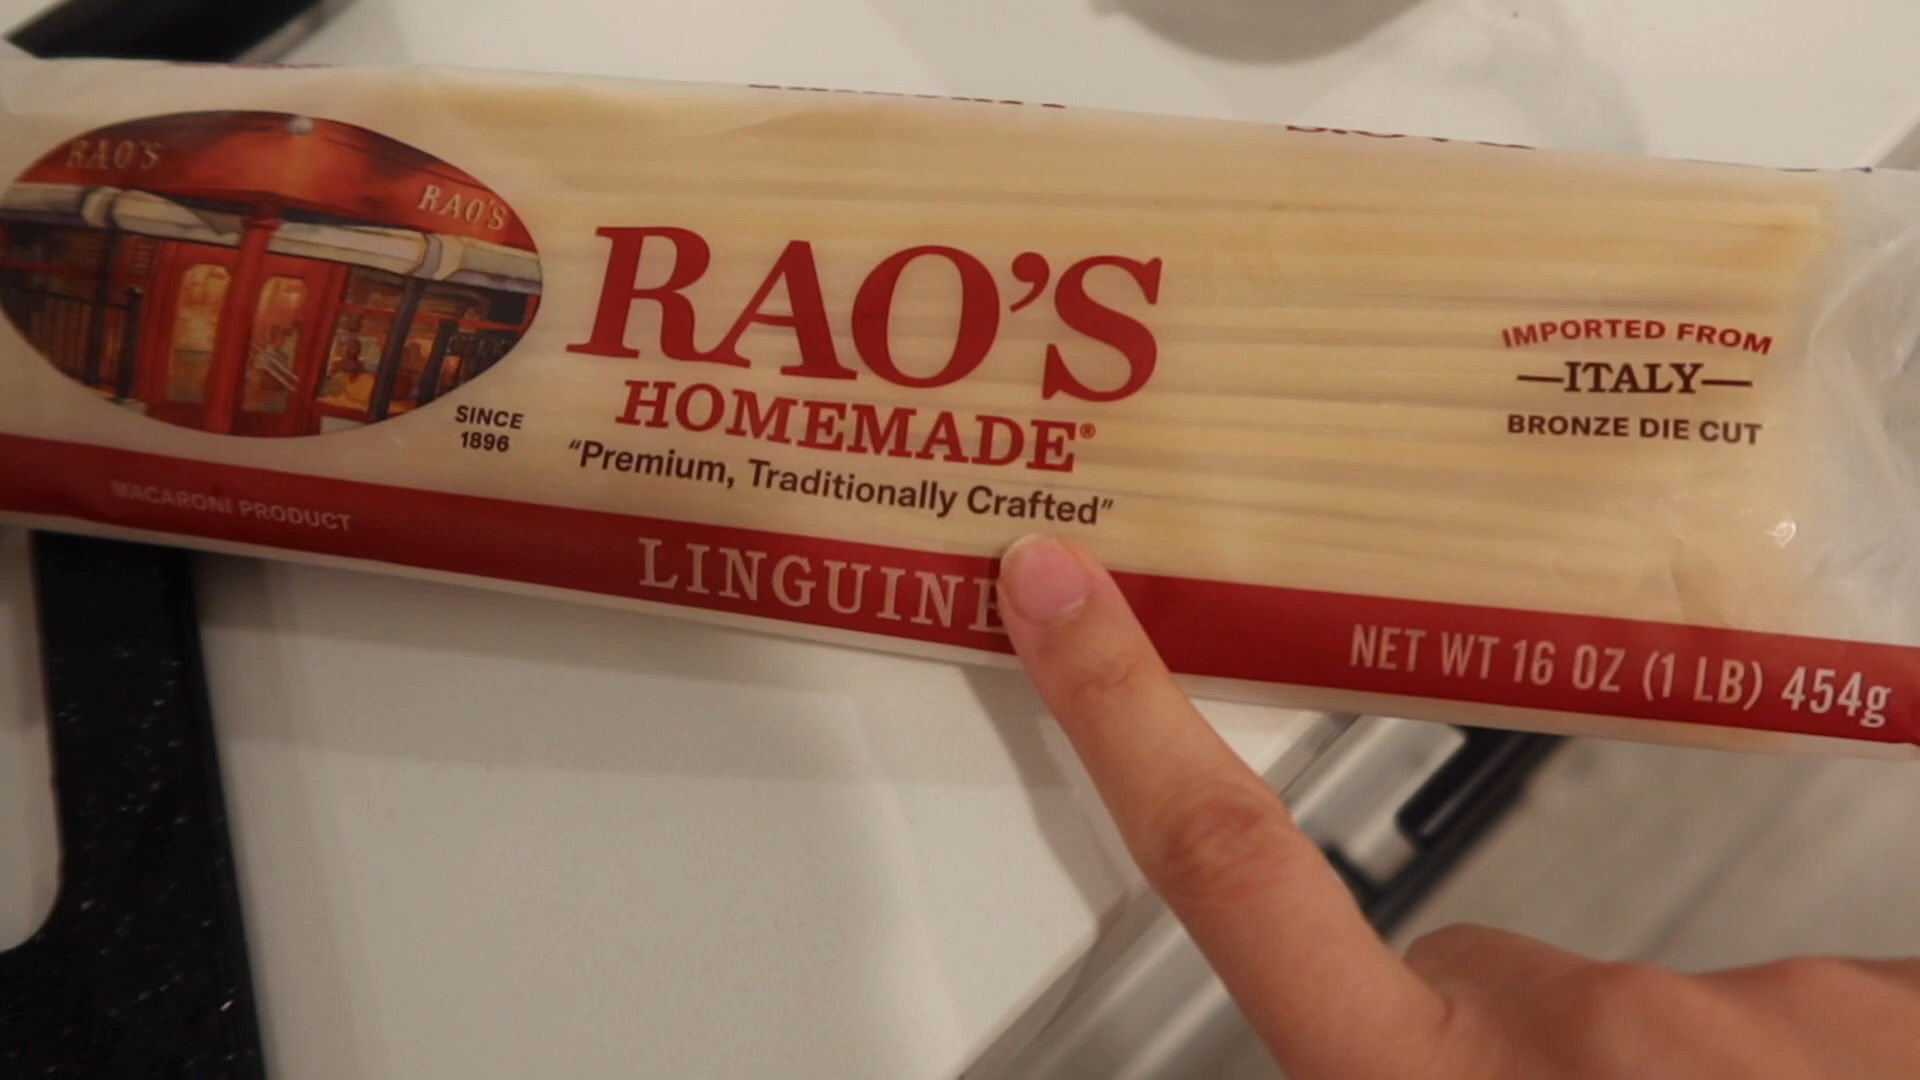 RAO'S
RAO'S
SINCE
1896
RAO'S
HOMEMADE®
"Premium, Traditionally Crafted"
IMPORTED FROM
—ITALY—
BRONZE DIE CUT
MACARONI PRODUCT
LINGUINE
NET WT 16 OZ (1 LB) 454g